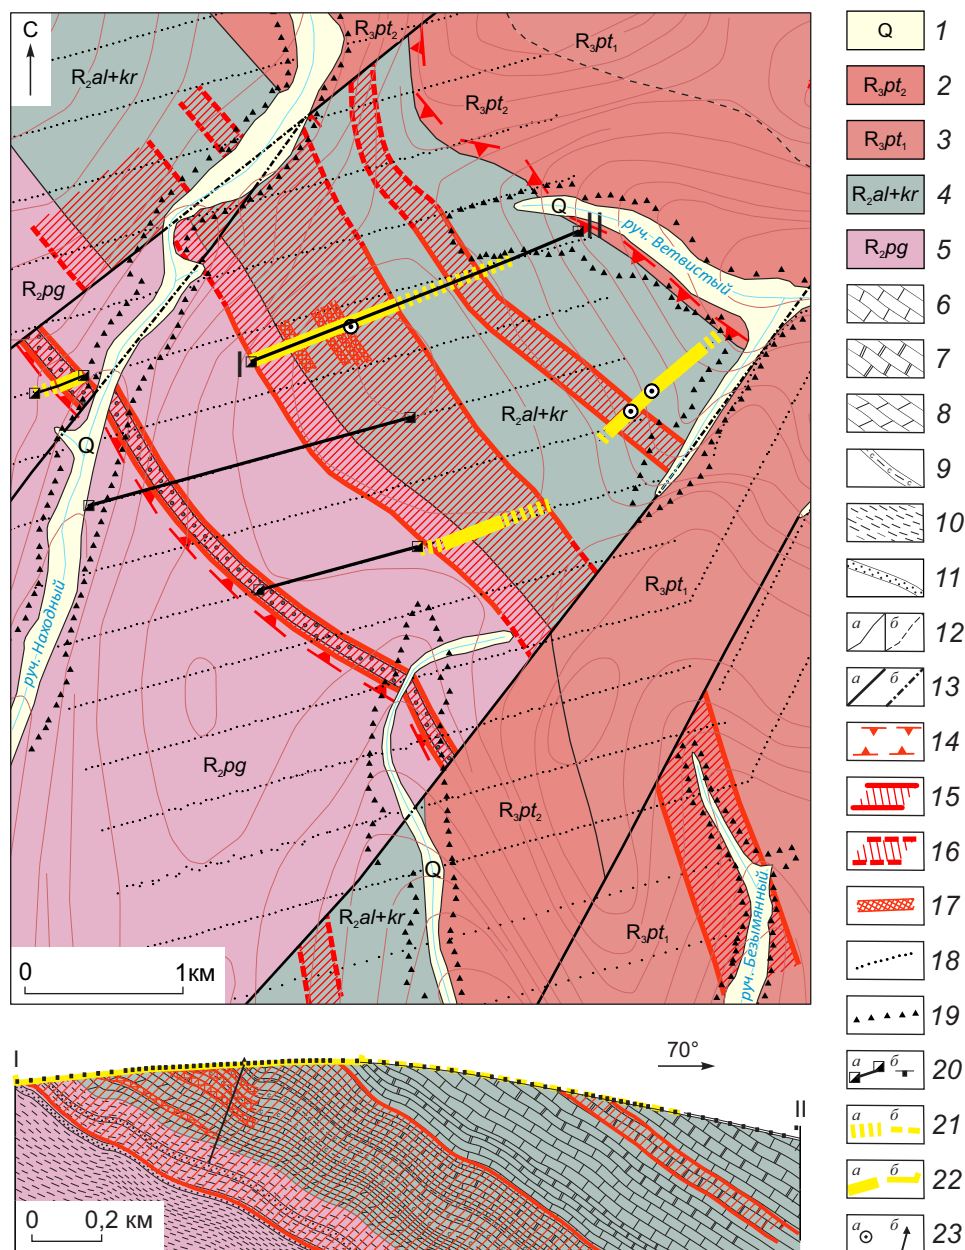 С
R₃pt₂
R₃pt₁
R₂al+kr
R₃pt₂
Q
руч. Ветвистый
II
R₂pg
I
R₂al+kr
Q
R₃pt₁
руч. Находный
R₂pg
R₃pt₂
Q
R₂al+kr
R₃pt₁
руч. Безымянный
0 1км
I
70°
II
0 0,2 км
Q 1
R₃pt₂ 2
R₃pt₁ 3
R₂al+kr 4
R₂pg 5
6
7
8
с с с 9
10
11
а б 12
а б 13
14
15
16
17
18
19
а б 20
а б 21
а б 22
а б 23